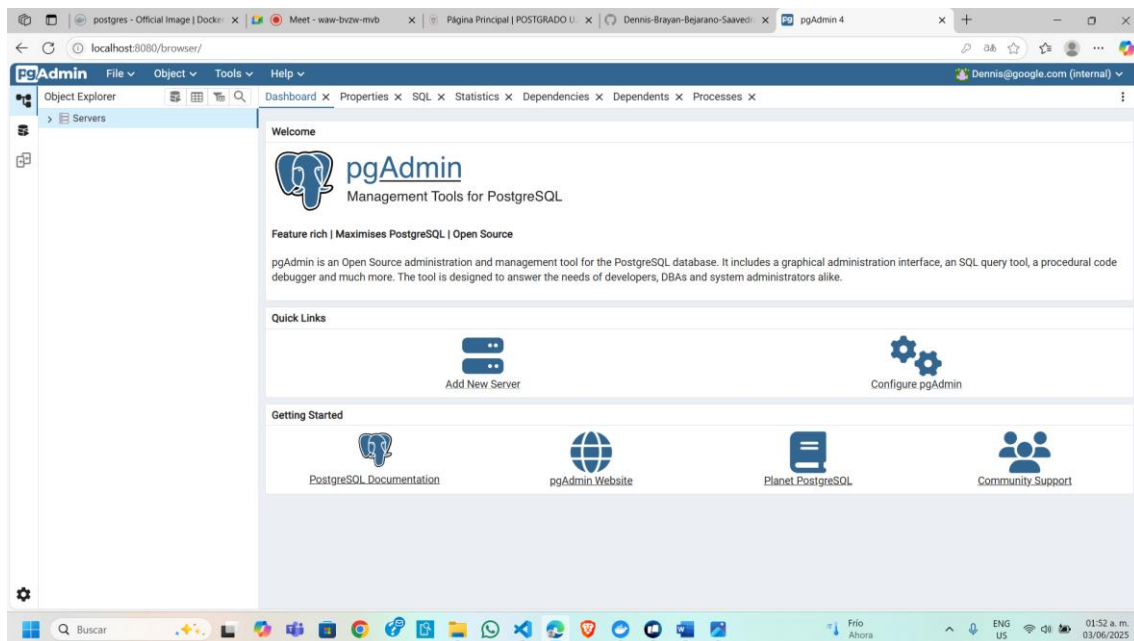 postgres - Official Image | Docker
Meet - waw-bvzw-mvb
Página Principal | POSTGRADO U.
Dennis-Brayan-Bejarano-Saaved
pgAdmin 4
localhost:8080/browser/
pgAdmin File Object Tools Help
Dennis@google.com (internal)
Object Explorer
Dashboard Properties SQL Statistics Dependencies Dependents Processes
Servers
Welcome
pgAdmin
Management Tools for PostgreSQL
Feature rich | Maximises PostgreSQL | Open Source
pgAdmin is an Open Source administration and management tool for the PostgreSQL database. It includes a graphical administration interface, an SQL query tool, a procedural code
debugger and much more. The tool is designed to answer the needs of developers, DBAs and system administrators alike.
Quick Links
Add New Server
Configure pgAdmin
Getting Started
PostgreSQL Documentation
pgAdmin Website
Planet PostgreSQL
Community Support
Buscar
Frío
Ahora
ENG
US
01:52 a. m.
03/06/2025